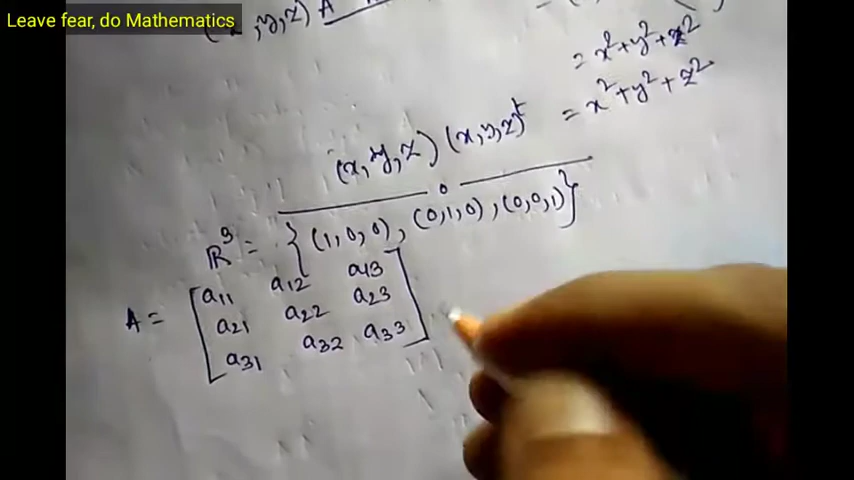 Leave fear, do Mathematics
,y,z) A
= x²+y²+z²
(x,y,z) (x,y,z)ᵗ = x²+y²+z²
R³ = {(1,0,0), (0,1,0), (0,0,1)}
A = [a11 a12 a13
a21 a22 a23
a31 a32 a33]